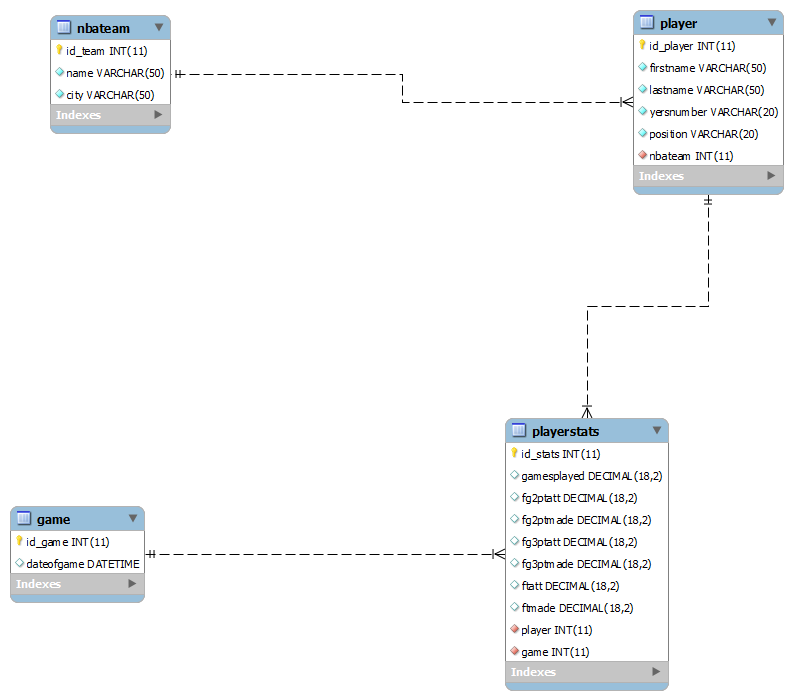 nbateam
id_team INT(11)
name VARCHAR(50)
city VARCHAR(50)
Indexes
player
id_player INT(11)
firstname VARCHAR(50)
lastname VARCHAR(50)
yersnumber VARCHAR(20)
position VARCHAR(20)
nbateam INT(11)
Indexes
playerstats
id_stats INT(11)
gamesplayed DECIMAL(18,2)
fg2ptatt DECIMAL(18,2)
fg2ptmade DECIMAL(18,2)
fg3ptatt DECIMAL(18,2)
fg3ptmade DECIMAL(18,2)
ftatt DECIMAL(18,2)
ftmade DECIMAL(18,2)
player INT(11)
game INT(11)
Indexes
game
id_game INT(11)
dateofgame DATETIME
Indexes